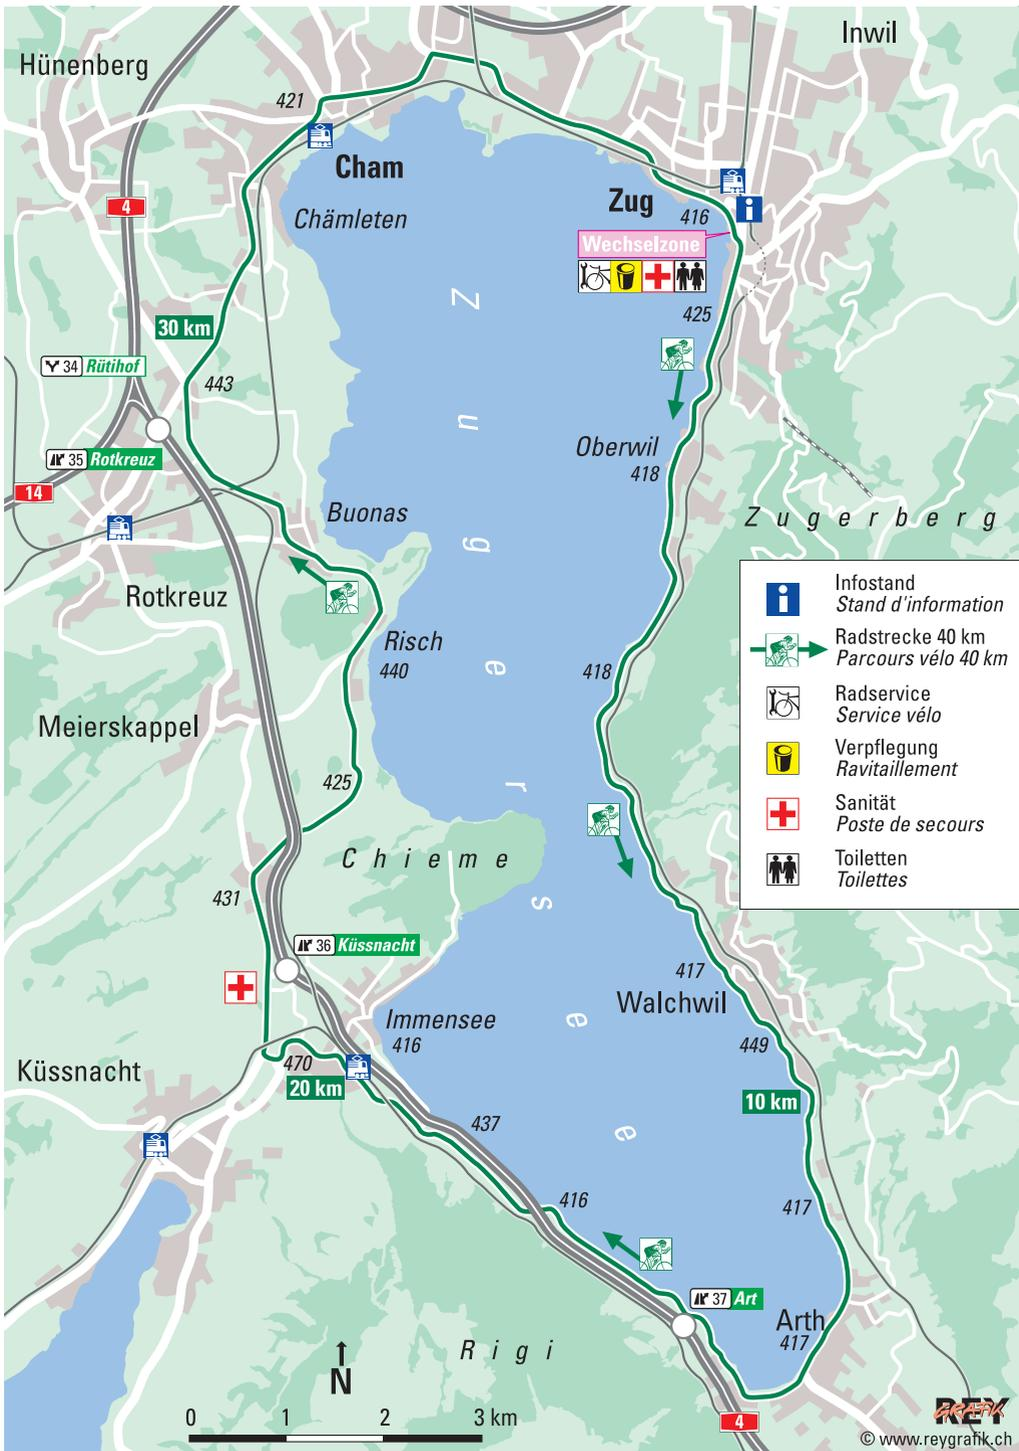 Inwil
Hünenberg
421
Cham
4
Zug
Chämleten
416
Wechselzone
Z
425
30 km
34 Rütihof
443
u
Oberwil
418
35 Rotkreuz
14
Buonas
Zugerberg
g
Infostand
Stand d'information
Rotkreuz
Radstrecke 40 km
Parcours vélo 40 km
Risch
440
e
418
Radservice
Service vélo
Meierskappel
Verpflegung
Ravitaillement
425
r
Sanität
Poste de secours
Chieme
Toiletten
Toilettes
431
s
36 Küssnacht
417
Walchwil
Immensee
416
e
449
Küssnacht
470
20 km
10 km
437
e
416
417
37 Art
Arth
417
Rigi
N
0 1 2 3 km
4
REY
GRAFIK
© www.reygrafik.ch